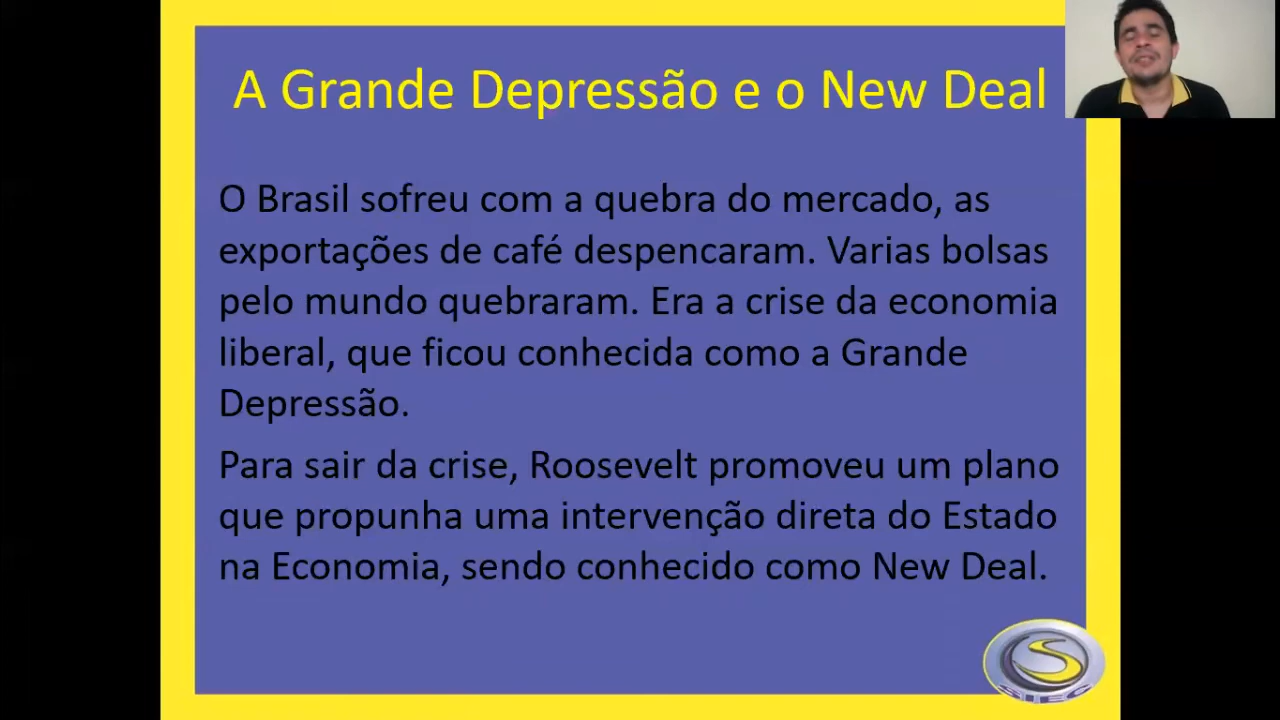 A Grande Depressão e o New Deal
O Brasil sofreu com a quebra do mercado, as
exportações de café despencaram. Varias bolsas
pelo mundo quebraram. Era a crise da economia
liberal, que ficou conhecida como a Grande
Depressão.
Para sair da crise, Roosevelt promoveu um plano
que propunha uma intervenção direta do Estado
na Economia, sendo conhecido como New Deal.